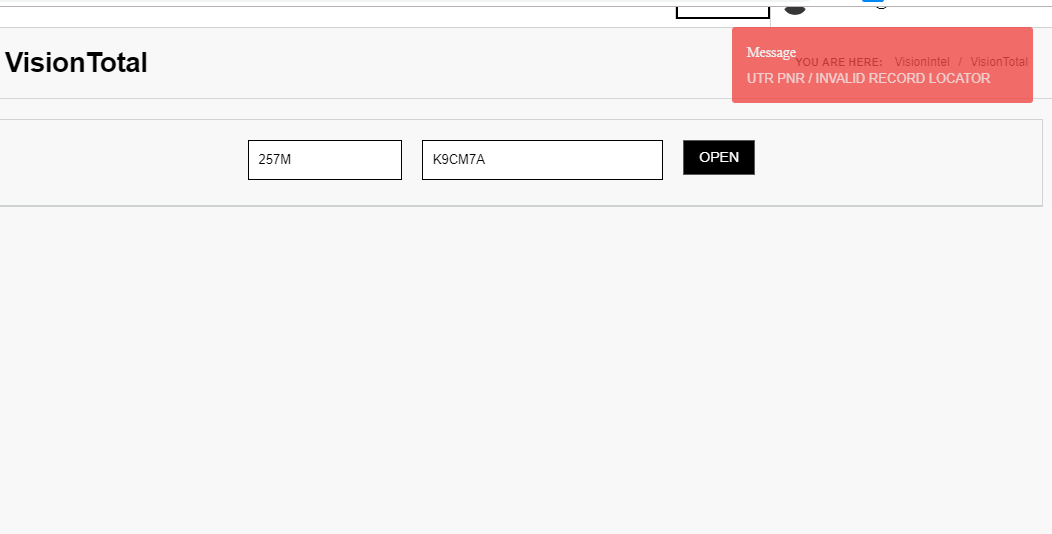 VisionTotal
Message
YOU ARE HERE: VisionIntel / VisionTotal
UTR PNR / INVALID RECORD LOCATOR
257M
K9CM7A
OPEN